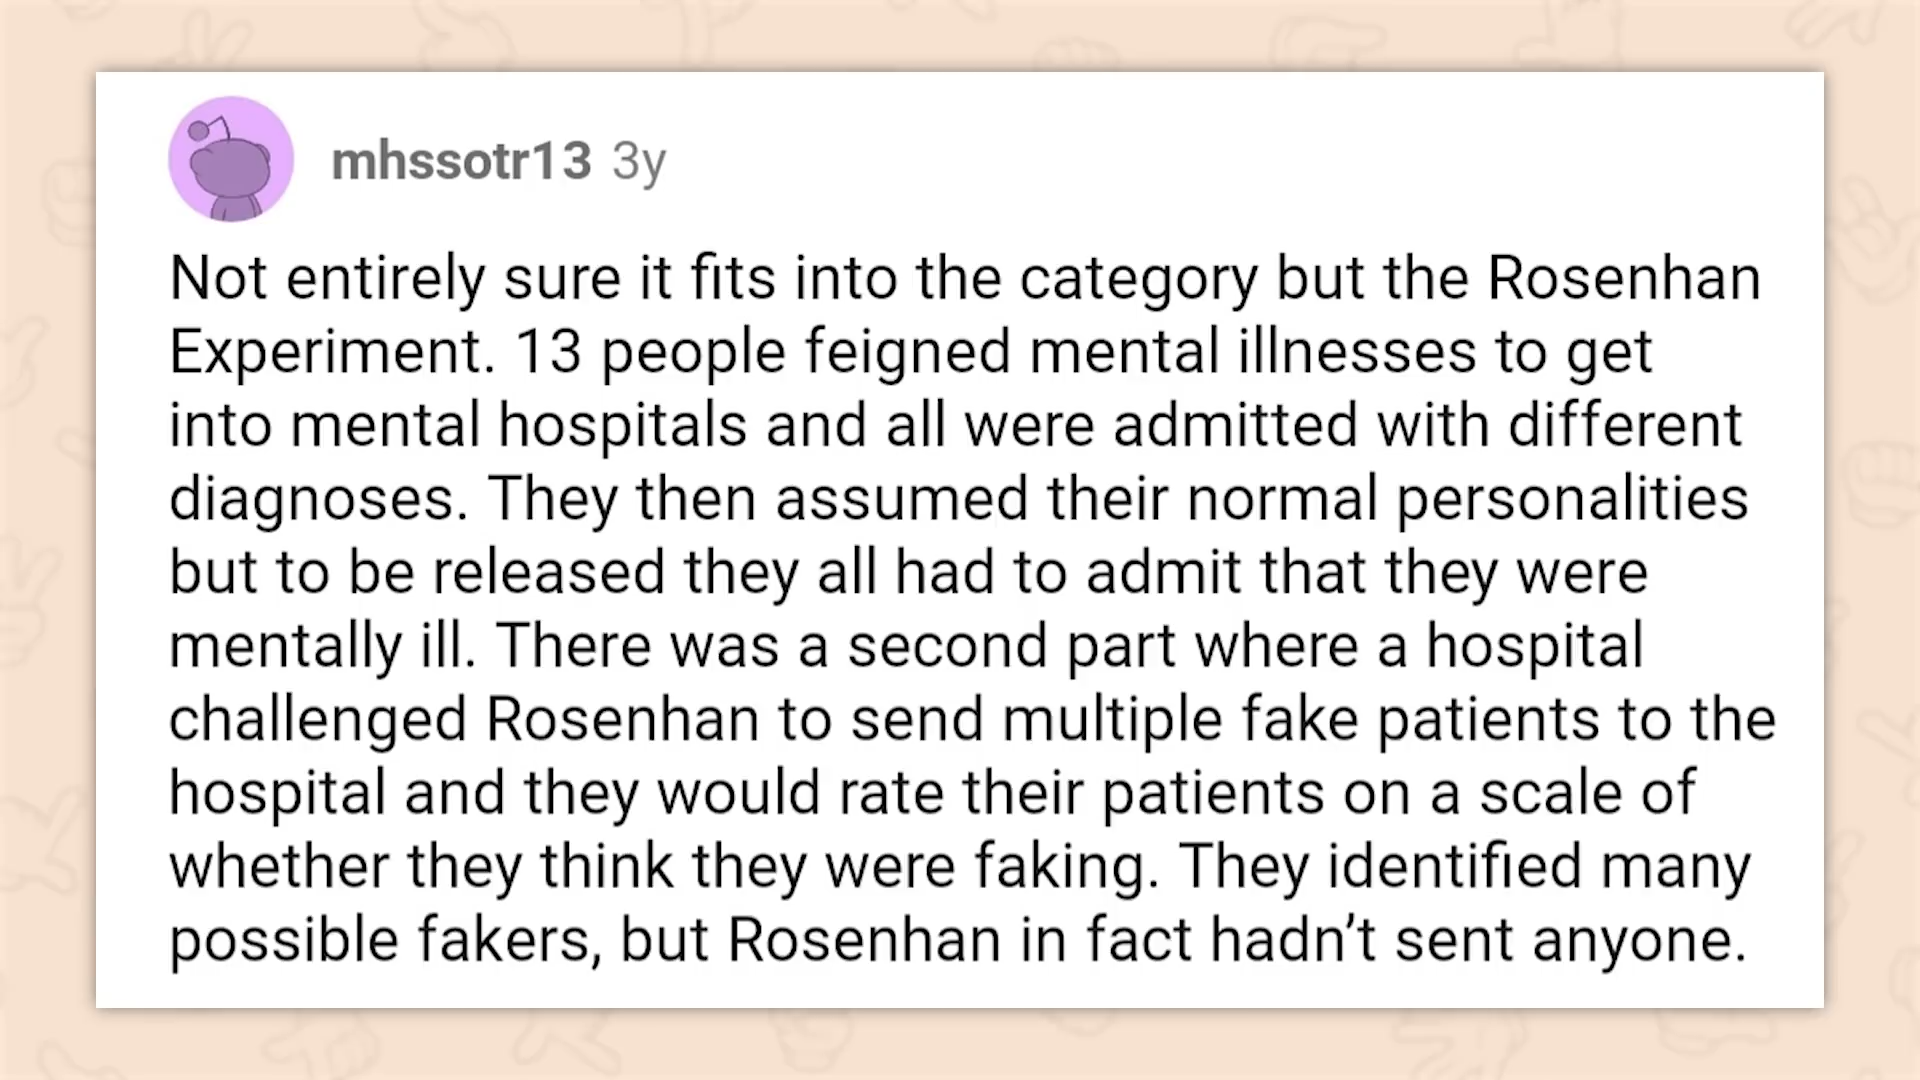 mhssotr13 3y
Not entirely sure it fits into the category but the Rosenhan
Experiment. 13 people feigned mental illnesses to get
into mental hospitals and all were admitted with different
diagnoses. They then assumed their normal personalities
but to be released they all had to admit that they were
mentally ill. There was a second part where a hospital
challenged Rosenhan to send multiple fake patients to the
hospital and they would rate their patients on a scale of
whether they think they were faking. They identified many
possible fakers, but Rosenhan in fact hadn’t sent anyone.